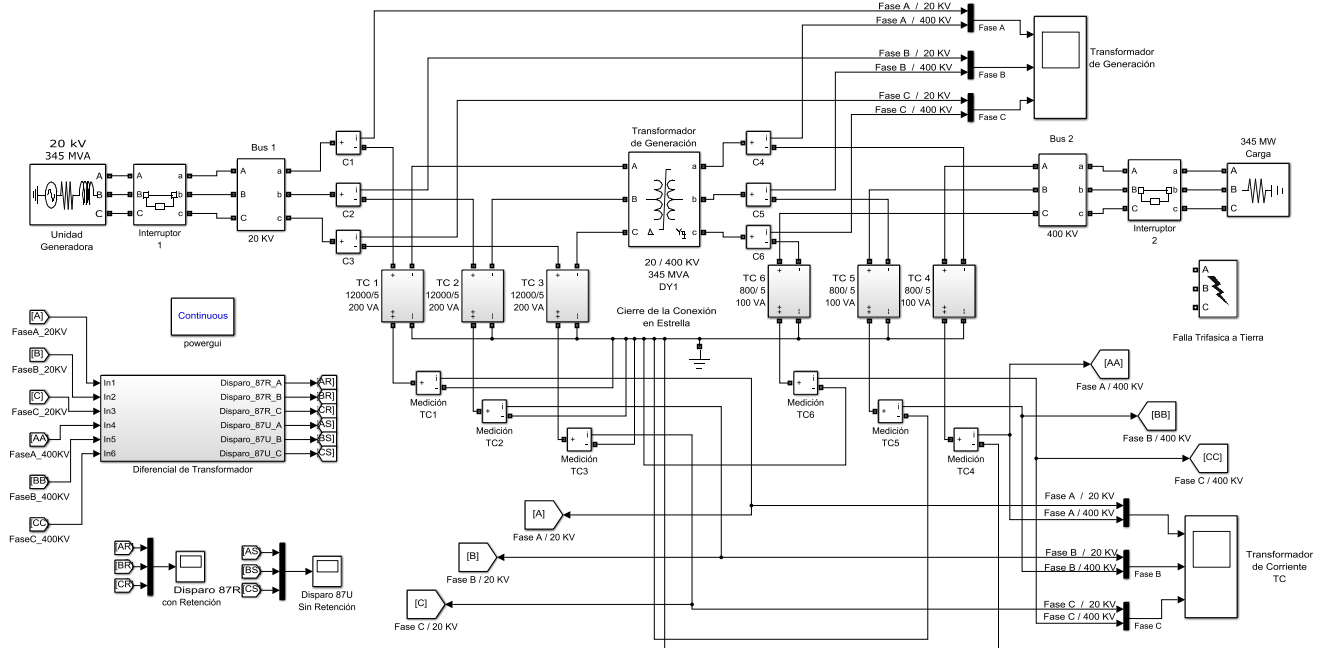 Fase A / 20 KV
Fase A / 400 KV
Fase A
Fase B / 20 KV
Fase B / 400 KV
Fase B
Fase C / 20 KV
Fase C / 400 KV
Fase C
Transformador
de Generación
20 kV
345 MVA
A
B
C
Unidad
Generadora
A
B
C
a
b
c
Interruptor
1
Bus 1
A
B
C
a
b
c
20 KV
i
+
-
C1
i
+
-
C2
i
+
-
C3
Transformador
de Generación
A
B
C
a
b
c
Δ
Yg
20 / 400 KV
345 MVA
DY1
i
+
-
C4
i
+
-
C5
i
+
-
C6
Bus 2
A
B
C
a
b
c
400 KV
A
B
C
a
b
c
Interruptor
2
345 MW
Carga
A
B
C
TC 1
12000/5
200 VA
TC 2
12000/5
200 VA
TC 3
12000/5
200 VA
TC 6
800/ 5
100 VA
TC 5
800/ 5
100 VA
TC 4
800/ 5
100 VA
Cierre de la Conexión
en Estrella
A
B
C
Falla Trifasica a Tierra
Continuous
powergui
[A]
FaseA_20KV
[B]
FaseB_20KV
[C]
FaseC_20KV
[AA]
FaseA_400KV
[BB]
FaseB_400KV
[CC]
FaseC_400KV
In1
In2
In3
In4
In5
In6
Disparo_87R_A
Disparo_87R_B
Disparo_87R_C
Disparo_87U_A
Disparo_87U_B
Disparo_87U_C
[AR]
[BR]
[CR]
[AS]
[BS]
[CS]
Diferencial de Transformador
i
+
-
Medición
TC1
i
+
-
Medición
TC2
i
+
-
Medición
TC3
i
+
-
Medición
TC6
i
+
-
Medición
TC5
i
+
-
Medición
TC4
[AA]
Fase A / 400 KV
[BB]
Fase B / 400 KV
[CC]
Fase C / 400 KV
[A]
Fase A / 20 KV
[B]
Fase B / 20 KV
[C]
Fase C / 20 KV
Fase A / 20 KV
Fase A / 400 KV
Fase B / 20 KV
Fase B / 400 KV
Fase B
Fase C / 20 KV
Fase C / 400 KV
Fase C
Transformador
de Corriente
TC
[AR]
[BR]
[CR]
Disparo 87R
con Retención
[AS]
[BS]
[CS]
Disparo 87U
Sin Retención